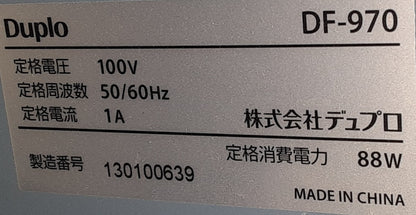 Duplo DF-970
定格電圧 100V
定格周波数 50/60Hz
定格電流 1A 株式会社デュプロ
定格消費電力 88W
製造番号 130100639
MADE IN CHINA